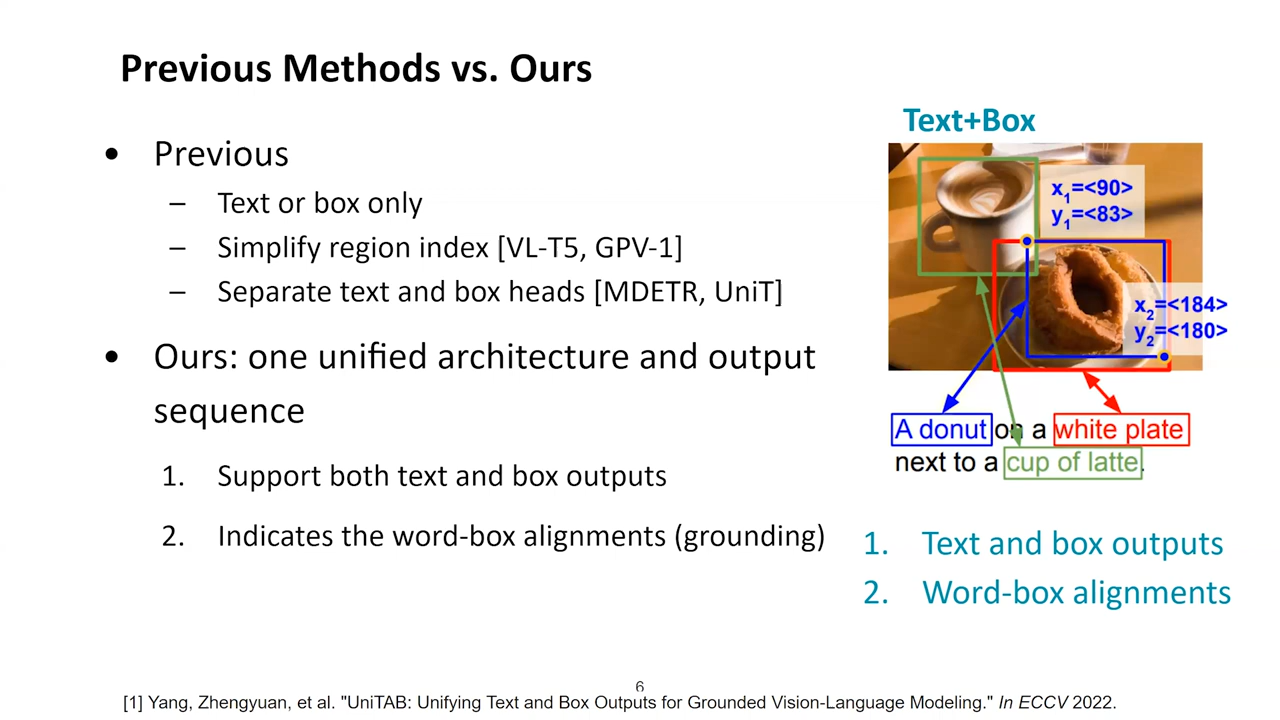 Previous Methods vs. Ours
• Previous
– Text or box only
– Simplify region index [VL-T5, GPV-1]
– Separate text and box heads [MDETR, UniT]
• Ours: one unified architecture and output
sequence
1. Support both text and box outputs
2. Indicates the word-box alignments (grounding)
Text+Box
x1=<90>
y1=<83>
x2=<184>
y2=<180>
A donut on a white plate
next to a cup of latte.
1. Text and box outputs
2. Word-box alignments
6
[1] Yang, Zhengyuan, et al. "UniTAB: Unifying Text and Box Outputs for Grounded Vision-Language Modeling." In ECCV 2022.